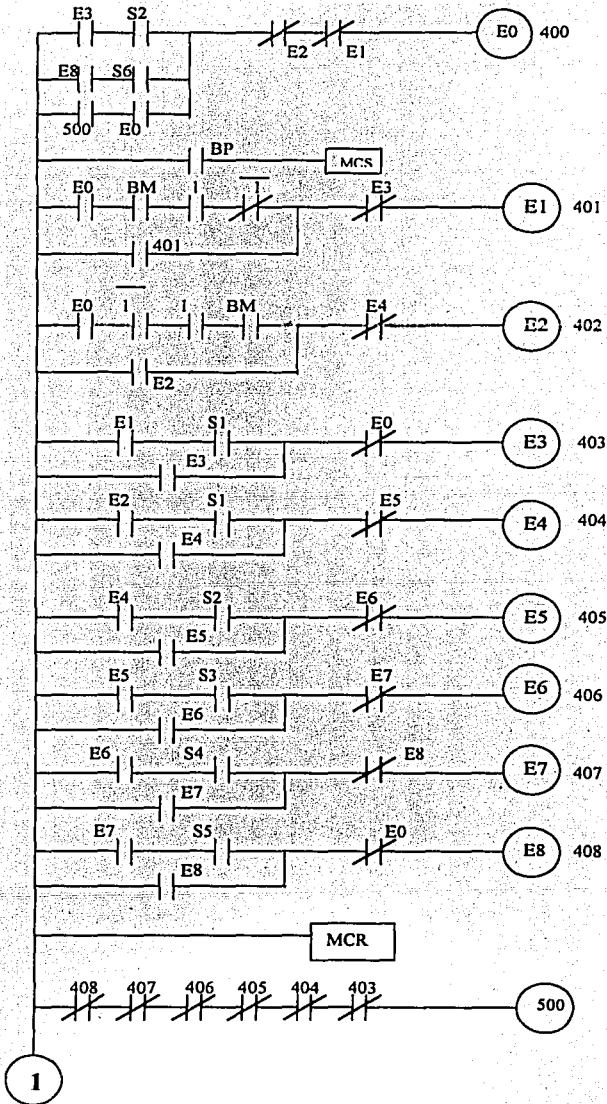 E3 S2
E2 E1 E0 400
E8 S6
500 E0
BP MCS
E0 BM 1 1 E3 E1 401
401
E0 1 1 BM E4 E2 402
E2
E1 S1 E0 E3 403
E3
E2 S1 E5 E4 404
E4
E4 S2 E6 E5 405
E5
E5 S3 E7 E6 406
E6
E6 S4 E8 E7 407
E7
E7 S5 E0 E8 408
E8
MCR
408 407 406 405 404 403 500
1